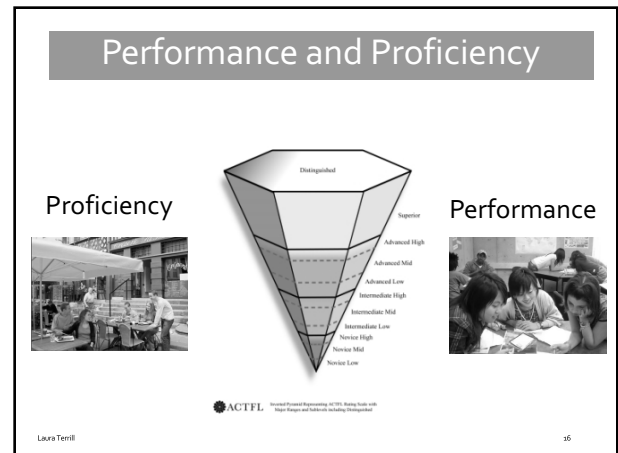 Performance and Proficiency
Distinguished
Proficiency
Performance
Superior
Advanced High
Advanced Mid
Advanced Low
Intermediate High
Intermediate Mid
Intermediate Low
Novice High
Novice Mid
Novice Low
ACTFL
Inverted Pyramid Representing ACTFL Rating Scale with
Major Ranges and Sublevels including Distinguished
Laura Terrill
16